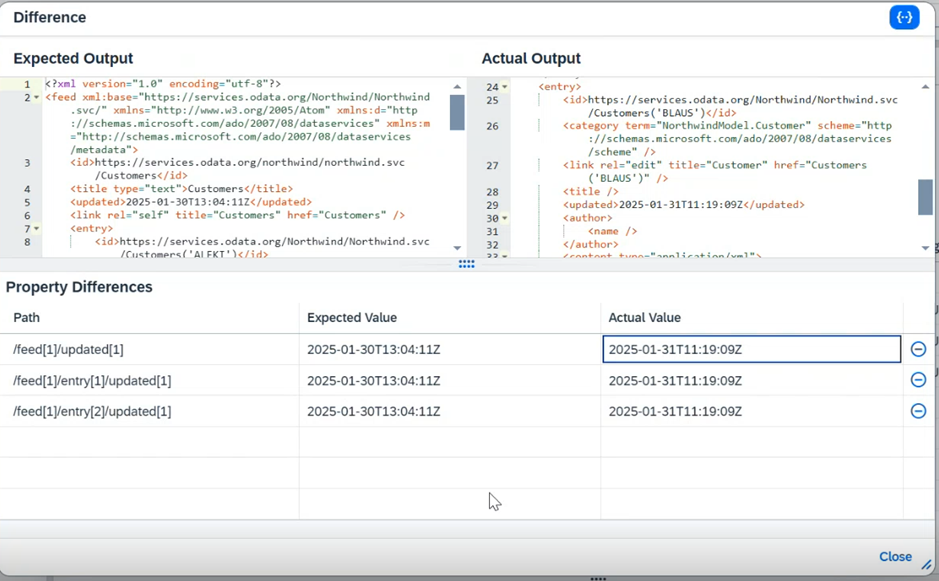 Difference
{··}
Expected Output
Actual Output
1 <?xml version="1.0" encoding="utf-8"?>
2 <feed xml:base="https://services.odata.org/Northwind/Northwind
.svc/" xmlns="http://www.w3.org/2005/Atom" xmlns:d="http
://schemas.microsoft.com/ado/2007/08/dataservices" xmlns:m
="http://schemas.microsoft.com/ado/2007/08/dataservices
/metadata">
3 <id>https://services.odata.org/northwind/northwind.svc
/Customers</id>
4 <title type="text">Customers</title>
5 <updated>2025-01-30T13:04:11Z</updated>
6 <link rel="self" title="Customers" href="Customers" />
7 <entry>
8 <id>https://services.odata.org/Northwind/Northwind.svc
/Customers('ALFKI')</id>
24 <entry>
25 <id>https://services.odata.org/Northwind/Northwind.svc
/Customers('BLAUS')</id>
26 <category term="NorthwindModel.Customer" scheme="http
://schemas.microsoft.com/ado/2007/08/dataservices
/scheme" />
27 <link rel="edit" title="Customer" href="Customers
('BLAUS')" />
28 <title />
29 <updated>2025-01-31T11:19:09Z</updated>
30 <author>
31 <name />
32 </author>
33 <content type="application/xml">
Property Differences
Path Expected Value Actual Value
/feed[1]/updated[1] 2025-01-30T13:04:11Z 2025-01-31T11:19:09Z
/feed[1]/entry[1]/updated[1] 2025-01-30T13:04:11Z 2025-01-31T11:19:09Z
/feed[1]/entry[2]/updated[1] 2025-01-30T13:04:11Z 2025-01-31T11:19:09Z
Close